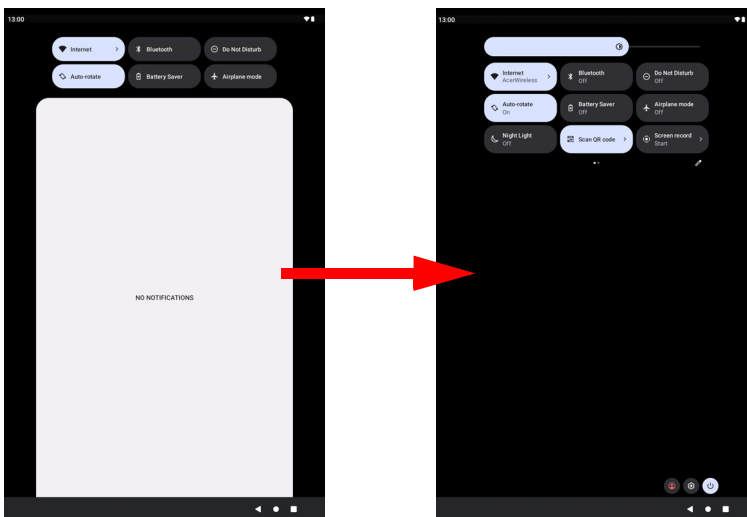 13:00
Internet
Bluetooth
Do Not Disturb
Auto-rotate
Battery Saver
Airplane mode
NO NOTIFICATIONS
13:00
Internet
AcerWireless
Bluetooth
Off
Do Not Disturb
Off
Auto-rotate
On
Battery Saver
Off
Airplane mode
Off
Night Light
Off
Scan QR code
Screen record
Start